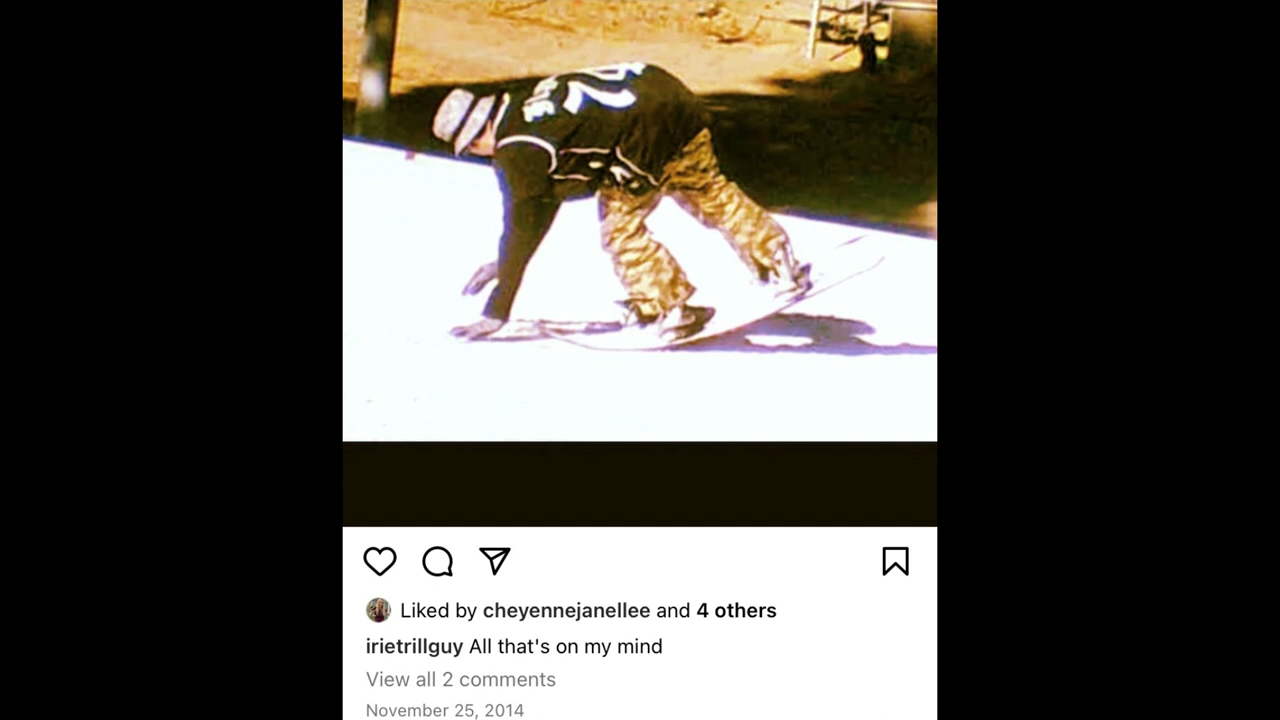 42
Liked by cheyennejanellee and 4 others
irietrillguy All that's on my mind
View all 2 comments
November 25, 2014